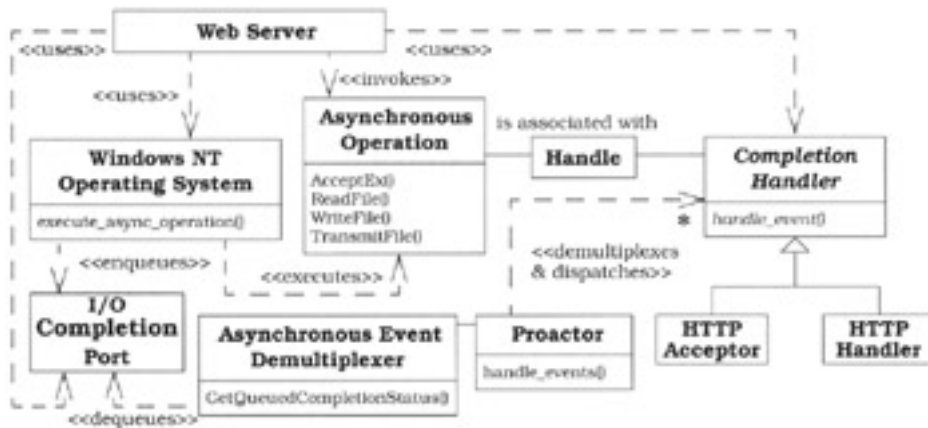 Web Server
<<uses>>
<<uses>>
<<uses>>
<<invokes>>
Asynchronous
Operation
AcceptEx()
ReadFile()
WriteFile()
TransmitFile()
is associated with
Handle
Completion
Handler
handle_event()
Windows NT
Operating System
execute_async_operation()
<<enqueues>>
<<executes>>
*
<<demultiplexes
& dispatches>>
I/O
Completion
Port
Asynchronous Event
Demultiplexer
GetQueuedCompletionStatus()
Proactor
handle_events()
HTTP
Acceptor
HTTP
Handler
<<dequeues>>